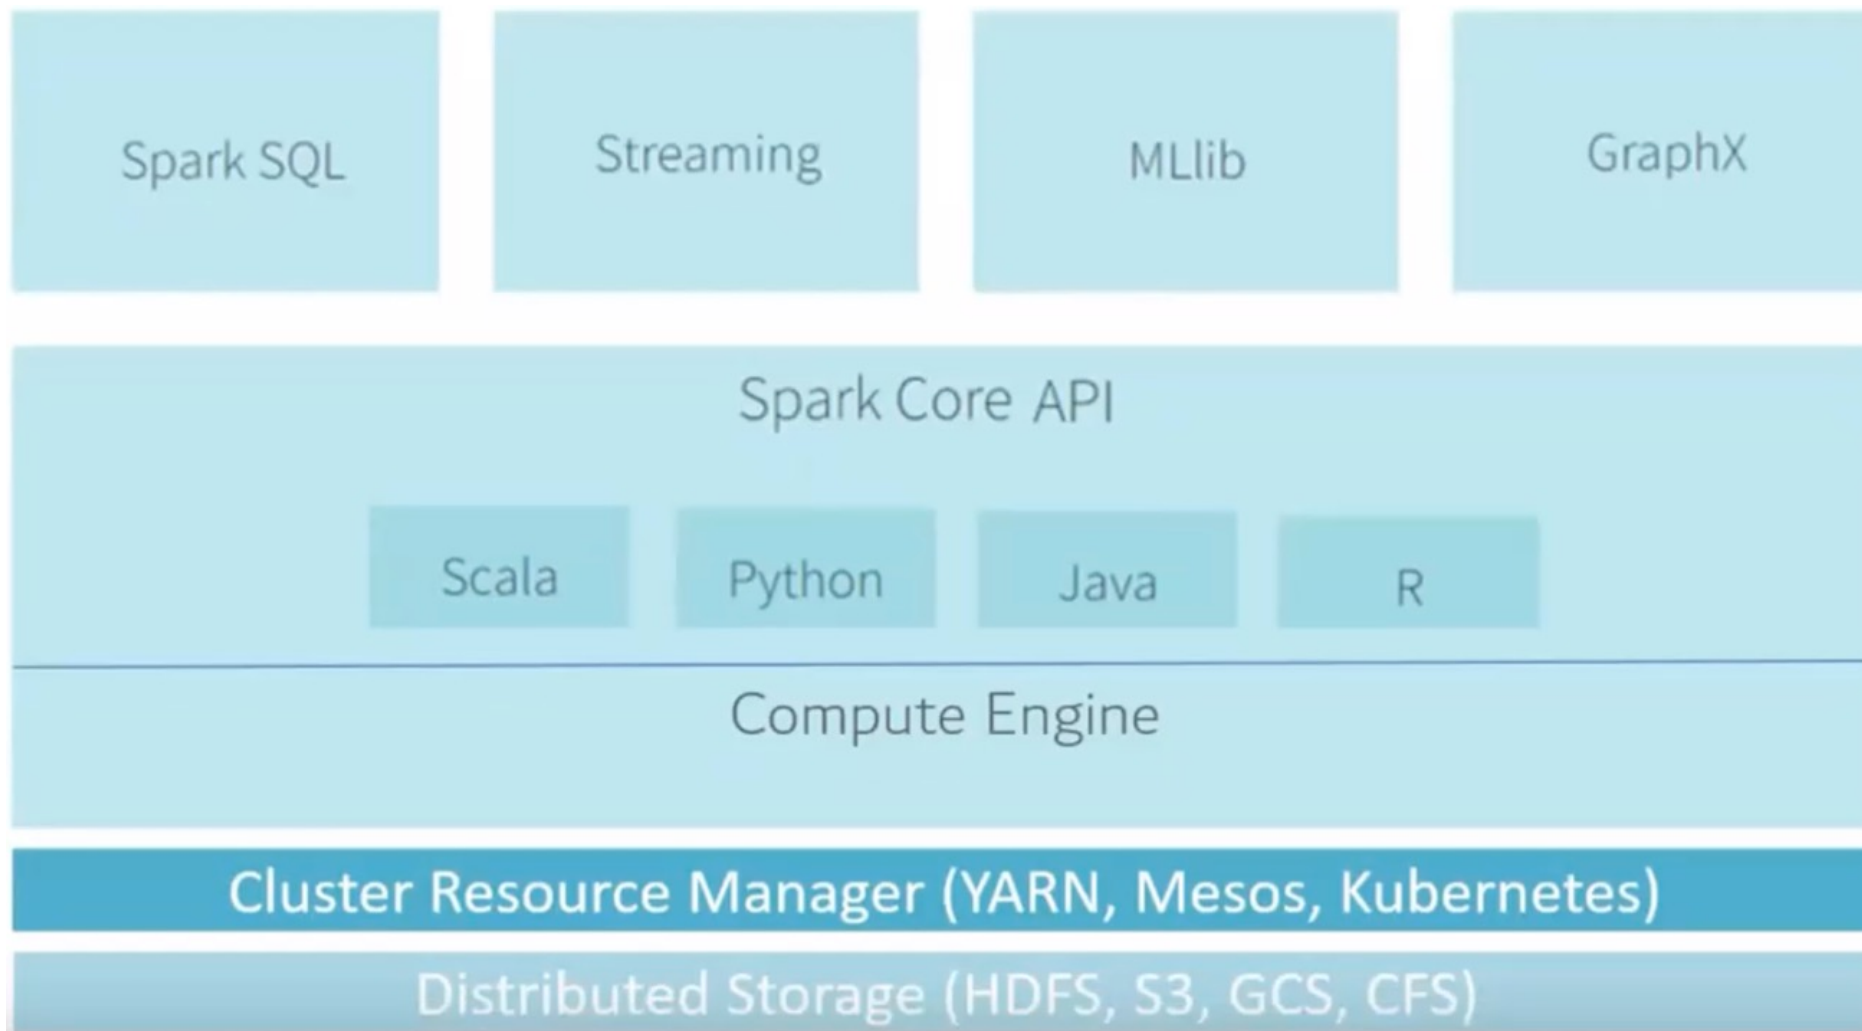 Spark SQL
Streaming
MLlib
GraphX
Spark Core API
Scala
Python
Java
R
Compute Engine
Cluster Resource Manager (YARN, Mesos, Kubernetes)
Distributed Storage (HDFS, S3, GCS, CFS)